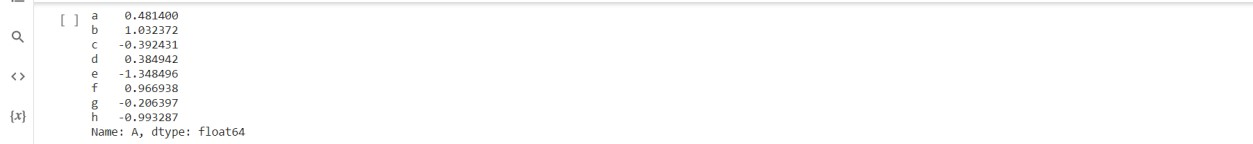 [ ]
a    0.481400
b    1.032372
c   -0.392431
d    0.384942
e   -1.348496
f    0.966938
g   -0.206397
h   -0.993287
Name: A, dtype: float64
<>
{x}